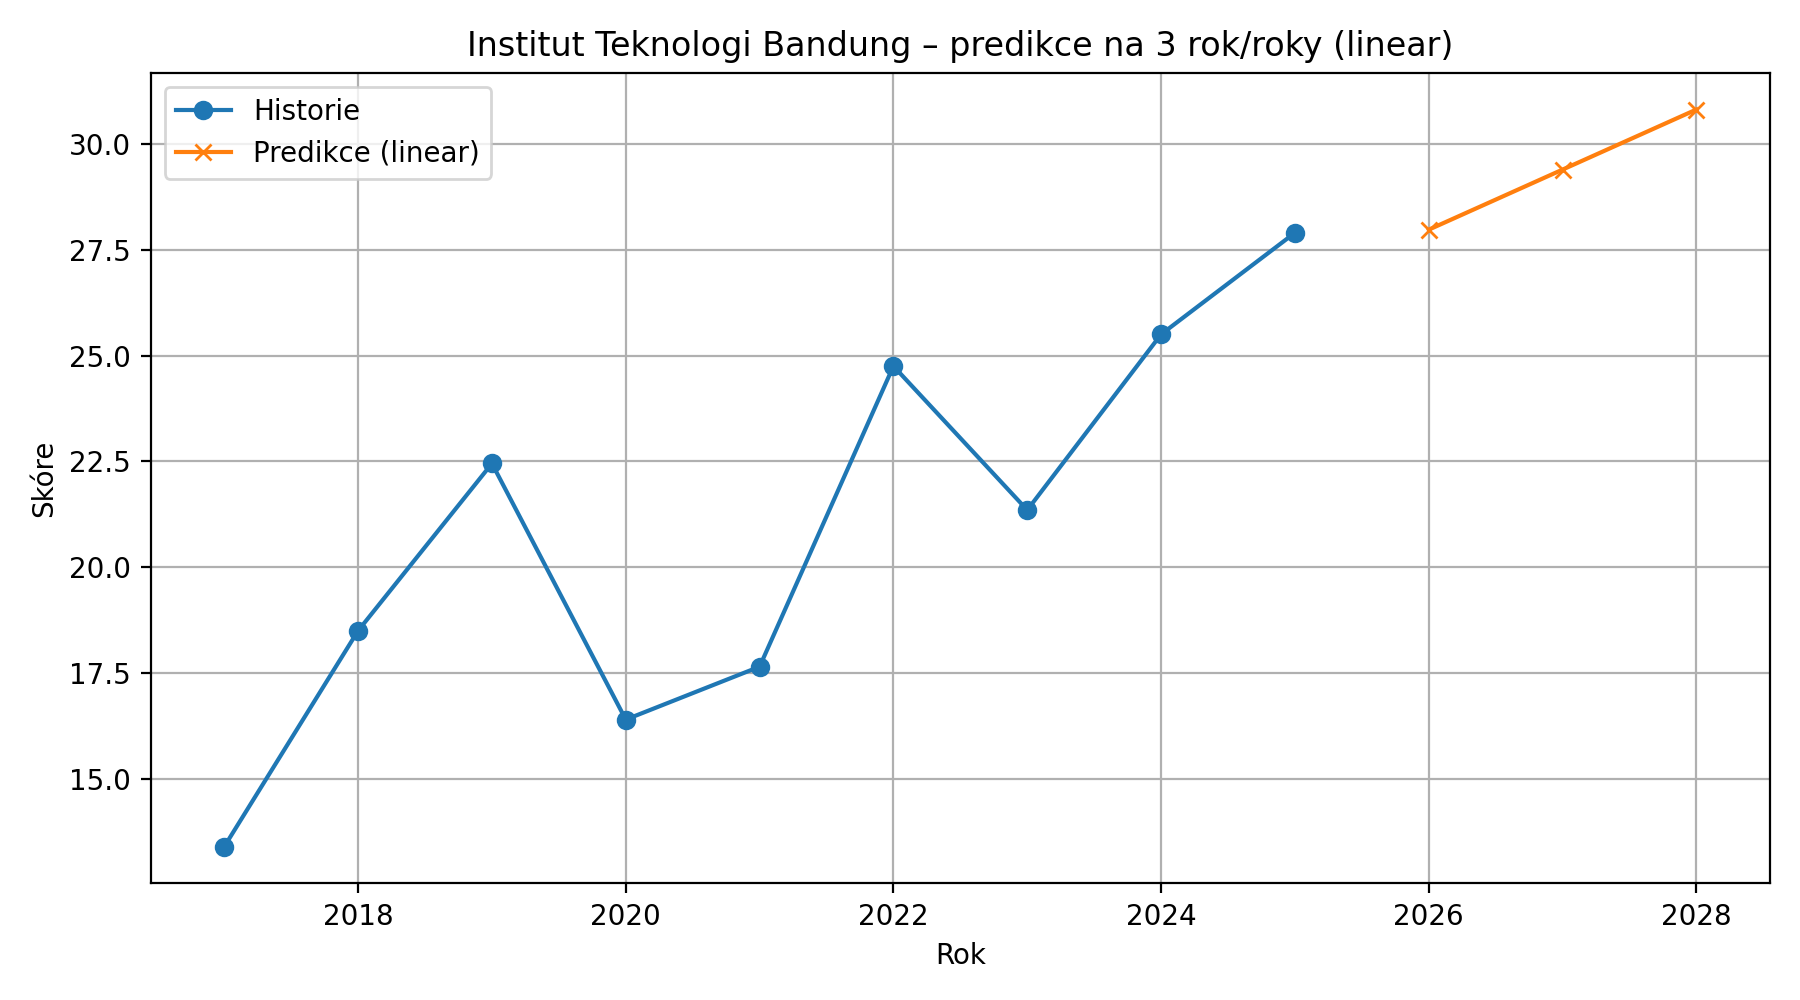 Institut Teknologi Bandung – predikce na 3 rok/roky (linear)
Historie
Predikce (linear)
30.0
27.5
25.0
22.5
20.0
17.5
15.0
Skóre
2018 2020 2022 2024 2026 2028
Rok